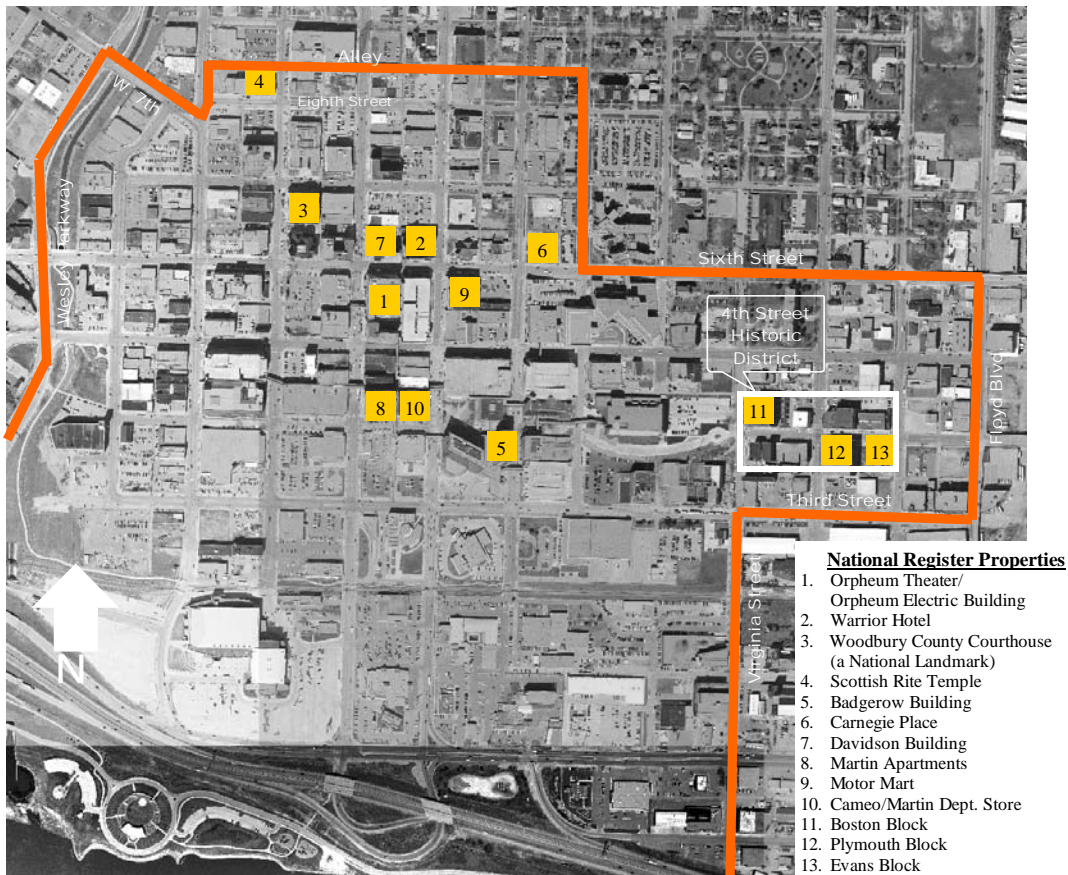 Alley
W. 7th
4
Eighth Street
3
7
2
6
Sixth Street
Wesley Parkway
1
9
4th Street
Historic
District
Floyd Blvd
8
10
11
5
12
13
Third Street
Virginia Street
N
National Register Properties
1. Orpheum Theater/
Orpheum Electric Building
2. Warrior Hotel
3. Woodbury County Courthouse
(a National Landmark)
4. Scottish Rite Temple
5. Badgerow Building
6. Carnegie Place
7. Davidson Building
8. Martin Apartments
9. Motor Mart
10. Cameo/Martin Dept. Store
11. Boston Block
12. Plymouth Block
13. Evans Block